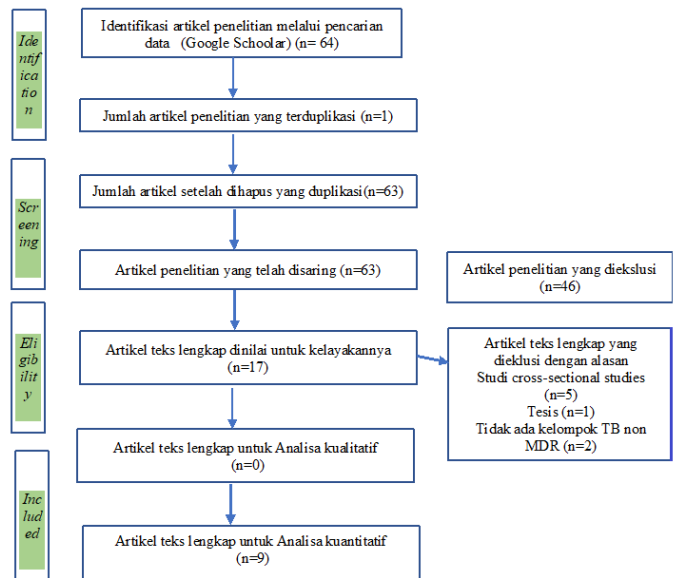 Ide
ntif
ica
tio
n
Identifikasi artikel penelitian melalui pencarian
data (Google Schoolar) (n= 64)
Jumlah artikel penelitian yang terduplikasi (n=1)
Scr
een
ing
Jumlah artikel setelah dihapus yang duplikasi(n=63)
Artikel penelitian yang telah disaring (n=63)
Artikel penelitian yang diekslusi
(n=46)
Eli
gib
ilit
y
Artikel teks lengkap dinilai untuk kelayakannya
(n=17)
Artikel teks lengkap yang
dieklusi dengan alasan
Studi cross-sectional studies
(n=5)
Tesis (n=1)
Tidak ada kelompok TB non
MDR (n=2)
Artikel teks lengkap untuk Analisa kualitatif
(n=0)
Inc
lud
ed
Artikel teks lengkap untuk Analisa kuantitatif
(n=9)